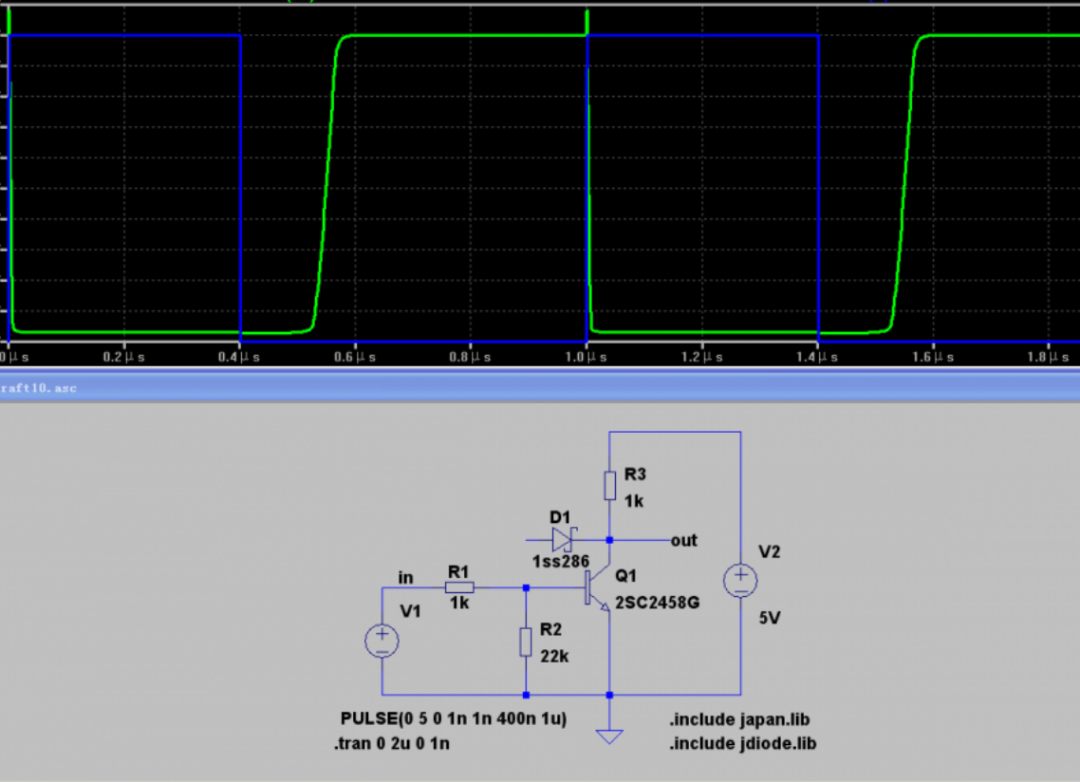 0µs 0.2µs 0.4µs 0.6µs 0.8µs 1.0µs 1.2µs 1.4µs 1.6µs 1.8µs
raft10.asc
R3
1k
D1
out
1ss286
V2
in
R1
Q1
1k
2SC2458G
V1
5V
R2
22k
PULSE(0 5 0 1n 1n 400n 1u)
.include japan.lib
.tran 0 2u 0 1n
.include jdiode.lib